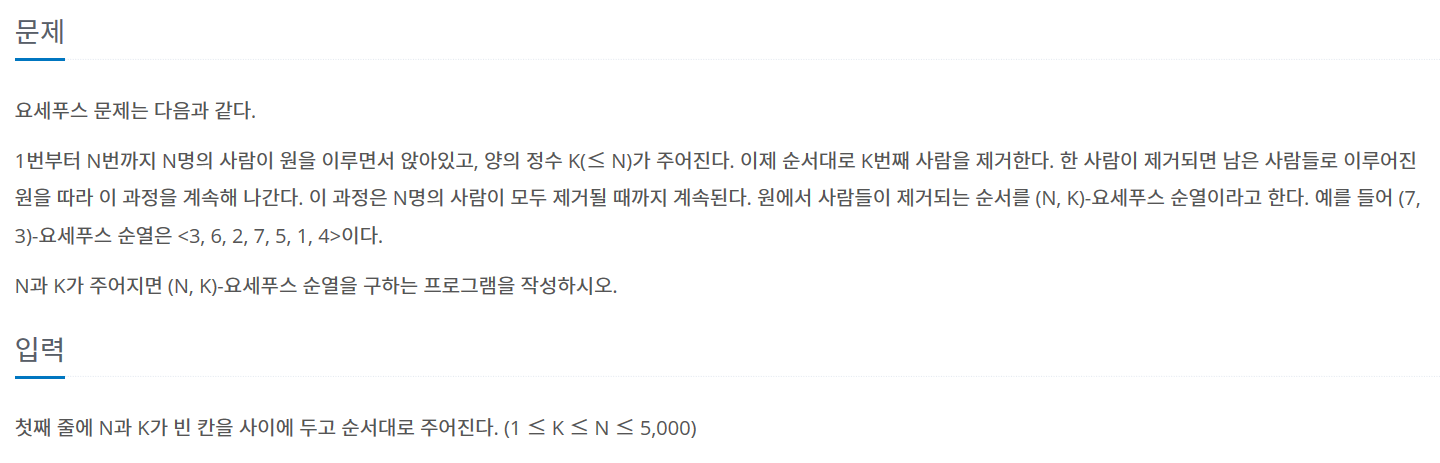 문제
요세푸스 문제는 다음과 같다.
1번부터 N번까지 N명의 사람이 원을 이루면서 앉아있고, 양의 정수 K(≤ N)가 주어진다. 이제 순서대로 K번째 사람을 제거한다. 한 사람이 제거되면 남은 사람들로 이루어진
원을 따라 이 과정을 계속해 나간다. 이 과정은 N명의 사람이 모두 제거될 때까지 계속된다. 원에서 사람들이 제거되는 순서를 (N, K)-요세푸스 순열이라고 한다. 예를 들어 (7,
3)-요세푸스 순열은 <3, 6, 2, 7, 5, 1, 4>이다.
N과 K가 주어지면 (N, K)-요세푸스 순열을 구하는 프로그램을 작성하시오.
입력
첫째 줄에 N과 K가 빈 칸을 사이에 두고 순서대로 주어진다. (1 ≤ K ≤ N ≤ 5,000)